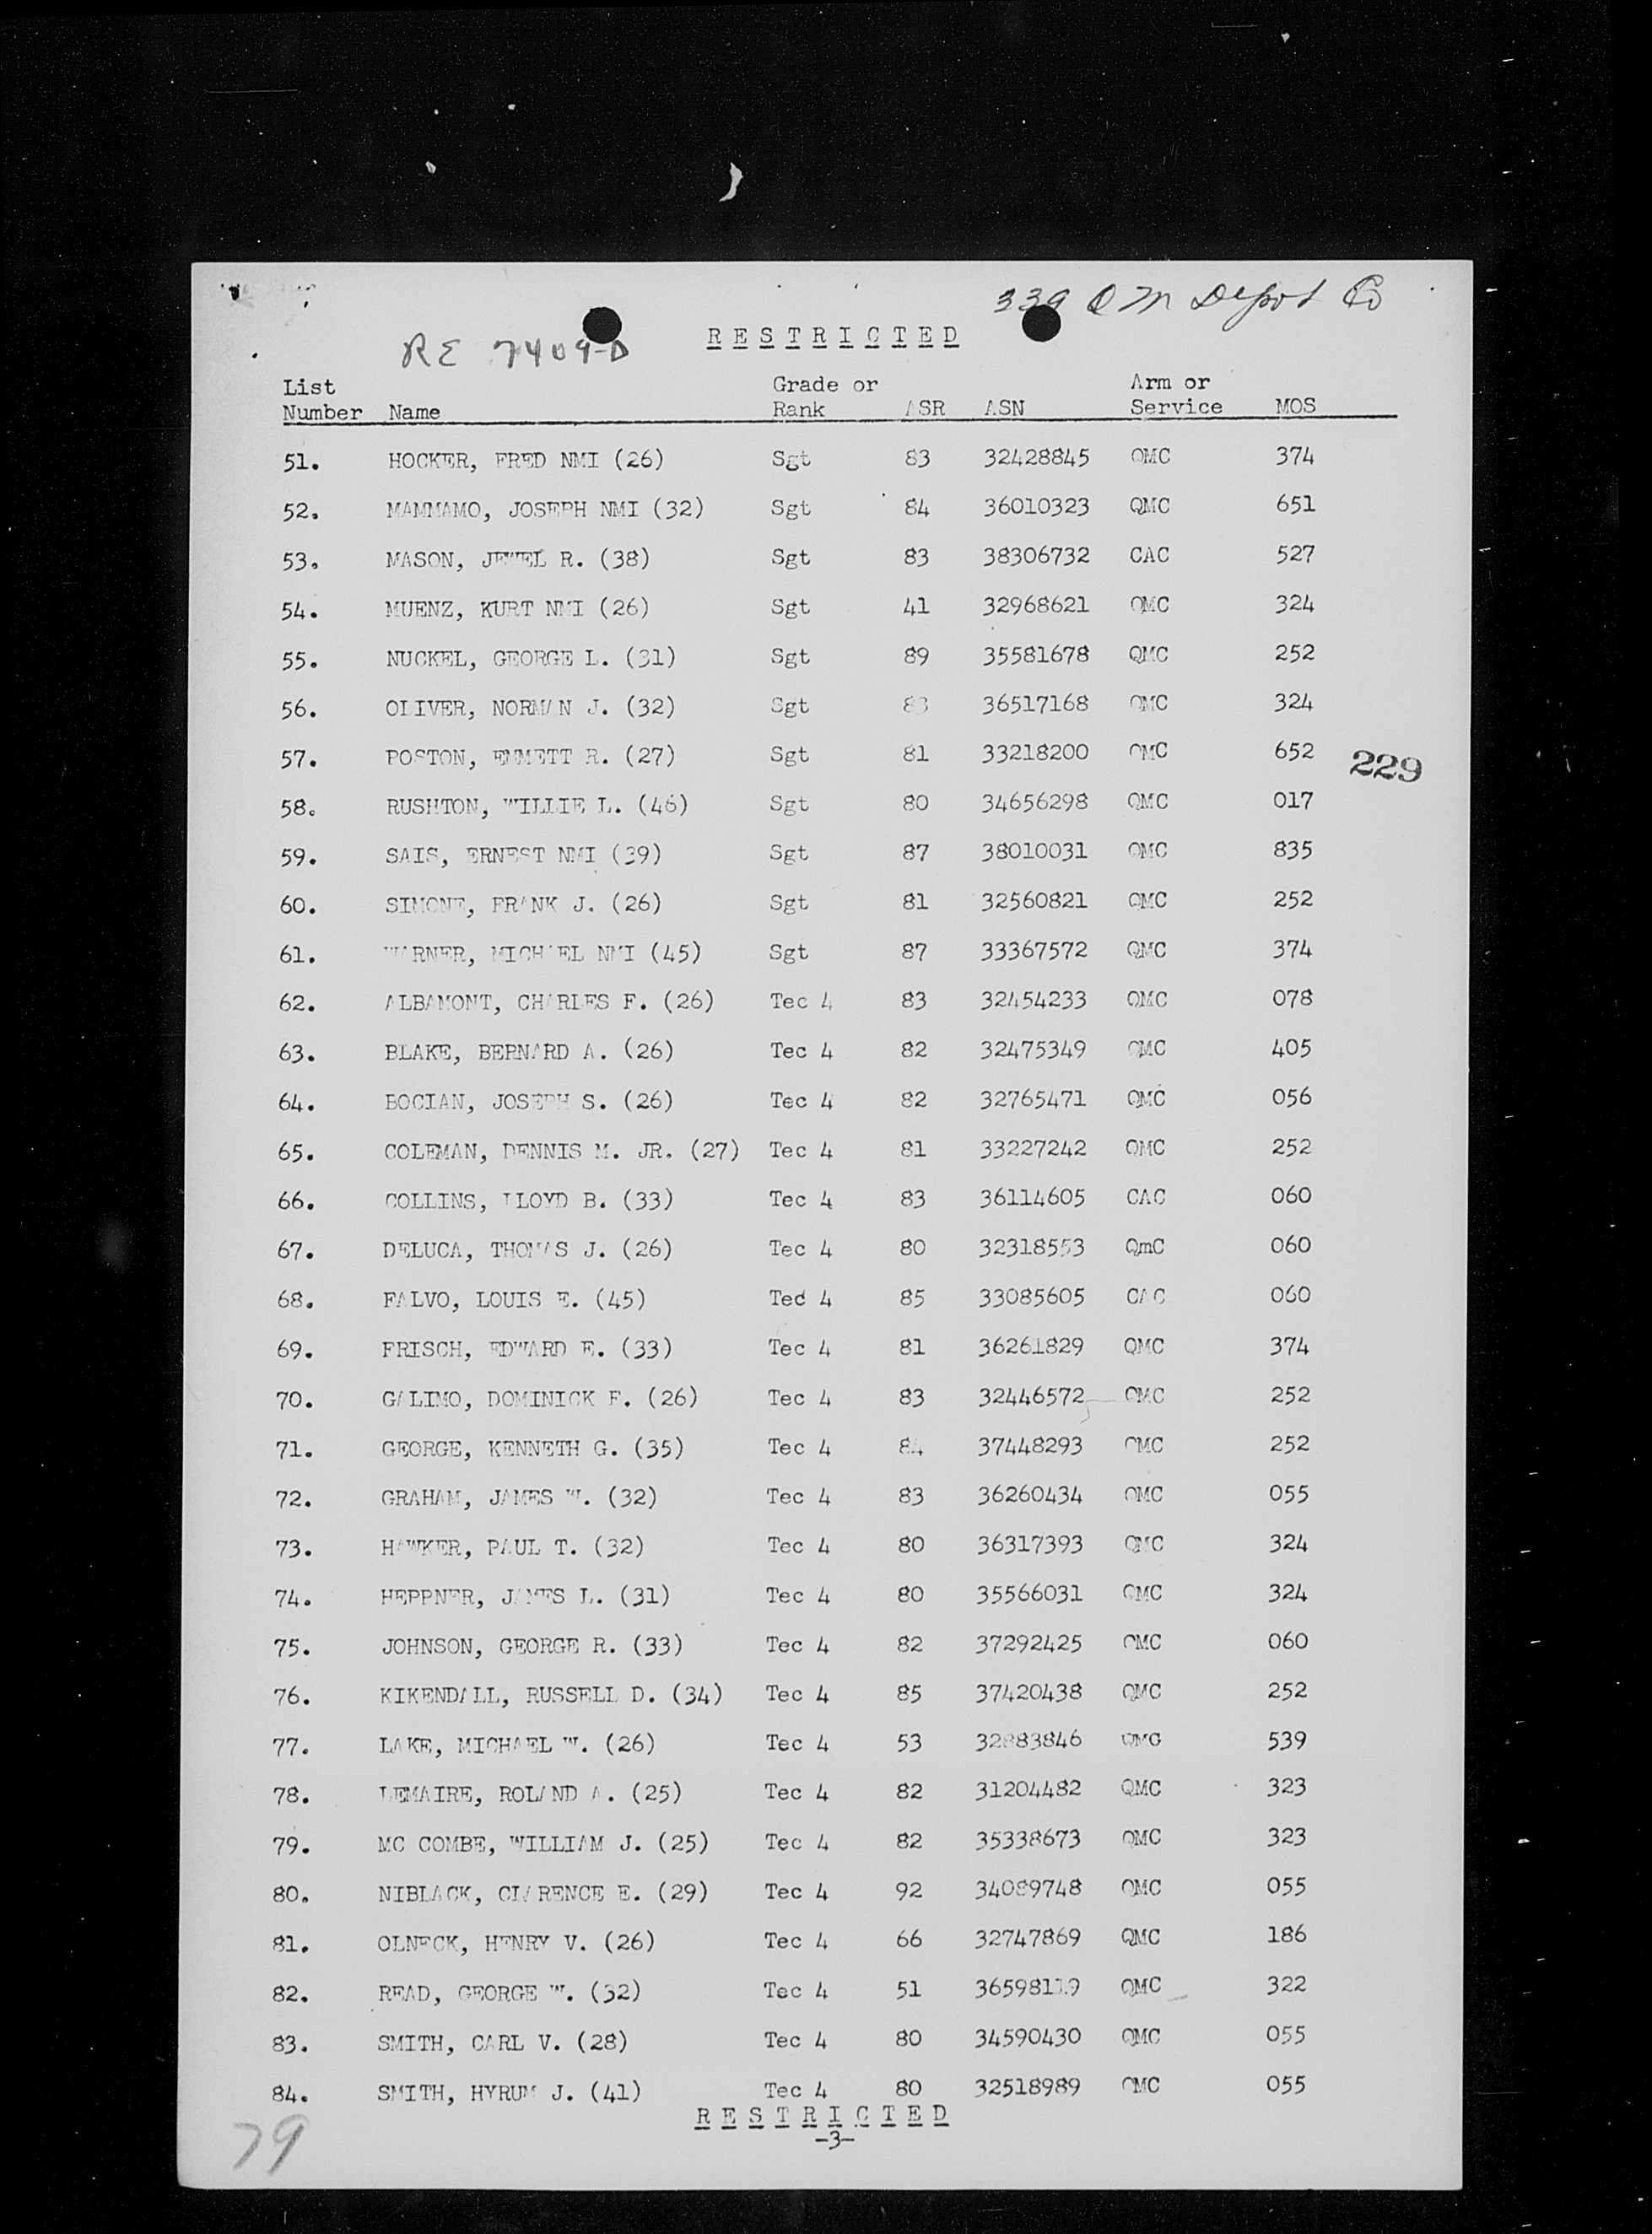 339 Q M Depot Co
RE 7409-D
RESTRICTED
List Grade or Arm or
Number Name Rank ASR ASN Service MOS
51. HOCKER, FRED NMI (26) Sgt 83 32428845 QMC 374
52. MAMMAMO, JOSEPH NMI (32) Sgt 84 36010323 QMC 651
53. MASON, JEWEL R. (38) Sgt 83 38306732 CAC 527
54. MUENZ, KURT NMI (26) Sgt 41 32968621 QMC 324
55. NUCKEL, GEORGE L. (31) Sgt 89 35581678 QMC 252
56. OLIVER, NORMAN J. (32) Sgt 83 36517168 QMC 324
57. POSTON, EMMETT R. (27) Sgt 81 33218200 QMC 652
229
58. RUSHTON, WILLIE L. (46) Sgt 80 34656298 QMC 017
59. SAIS, ERNEST NMI (39) Sgt 87 38010031 QMC 835
60. SIMONE, FRANK J. (26) Sgt 81 32560821 QMC 252
61. WARNER, MICHAEL NMI (45) Sgt 87 33367572 QMC 374
62. ALBAMONT, CHARLES F. (26) Tec 4 83 32454233 QMC 078
63. BLAKE, BERNARD A. (26) Tec 4 82 32475349 QMC 405
64. BOCIAN, JOSEPH S. (26) Tec 4 82 32765471 QMC 056
65. COLEMAN, DENNIS M. JR. (27) Tec 4 81 33227242 QMC 252
66. COLLINS, LLOYD B. (33) Tec 4 83 36114605 CAC 060
67. DELUCA, THOMAS J. (26) Tec 4 80 32318553 QmC 060
68. FALVO, LOUIS E. (45) Ted 4 85 33085605 CAC 060
69. FRISCH, EDWARD E. (33) Tec 4 81 36261829 QMC 374
70. GALIMO, DOMINICK F. (26) Tec 4 83 32446572 QMC 252
71. GEORGE, KENNETH G. (35) Tec 4 84 37448293 QMC 252
72. GRAHAM, JAMES W. (32) Tec 4 83 36260434 QMC 055
73. HAWKER, PAUL T. (32) Tec 4 80 36317393 QMC 324
74. HEPPNER, JAMES L. (31) Tec 4 80 35566031 QMC 324
75. JOHNSON, GEORGE R. (33) Tec 4 82 37292425 QMC 060
76. KIKENDALL, RUSSELL D. (34) Tec 4 85 37420438 QMC 252
77. LAKE, MICHAEL W. (26) Tec 4 53 32883846 QMG 539
78. LEMAIRE, ROLAND A. (25) Tec 4 82 31204482 QMC 323
79. MC COMBE, WILLIAM J. (25) Tec 4 82 35338673 QMC 323
80. NIBLACK, CLARENCE E. (29) Tec 4 92 34089748 QMC 055
81. OLNECK, HENRY V. (26) Tec 4 66 32747869 QMC 186
82. READ, GEORGE W. (32) Tec 4 51 36598119 QMC 322
83. SMITH, CARL V. (28) Tec 4 80 34590430 QMC 055
84. SMITH, HYRUM J. (41) Tec 4 80 32518989 QMC 055
RESTRICTED
-3-
79